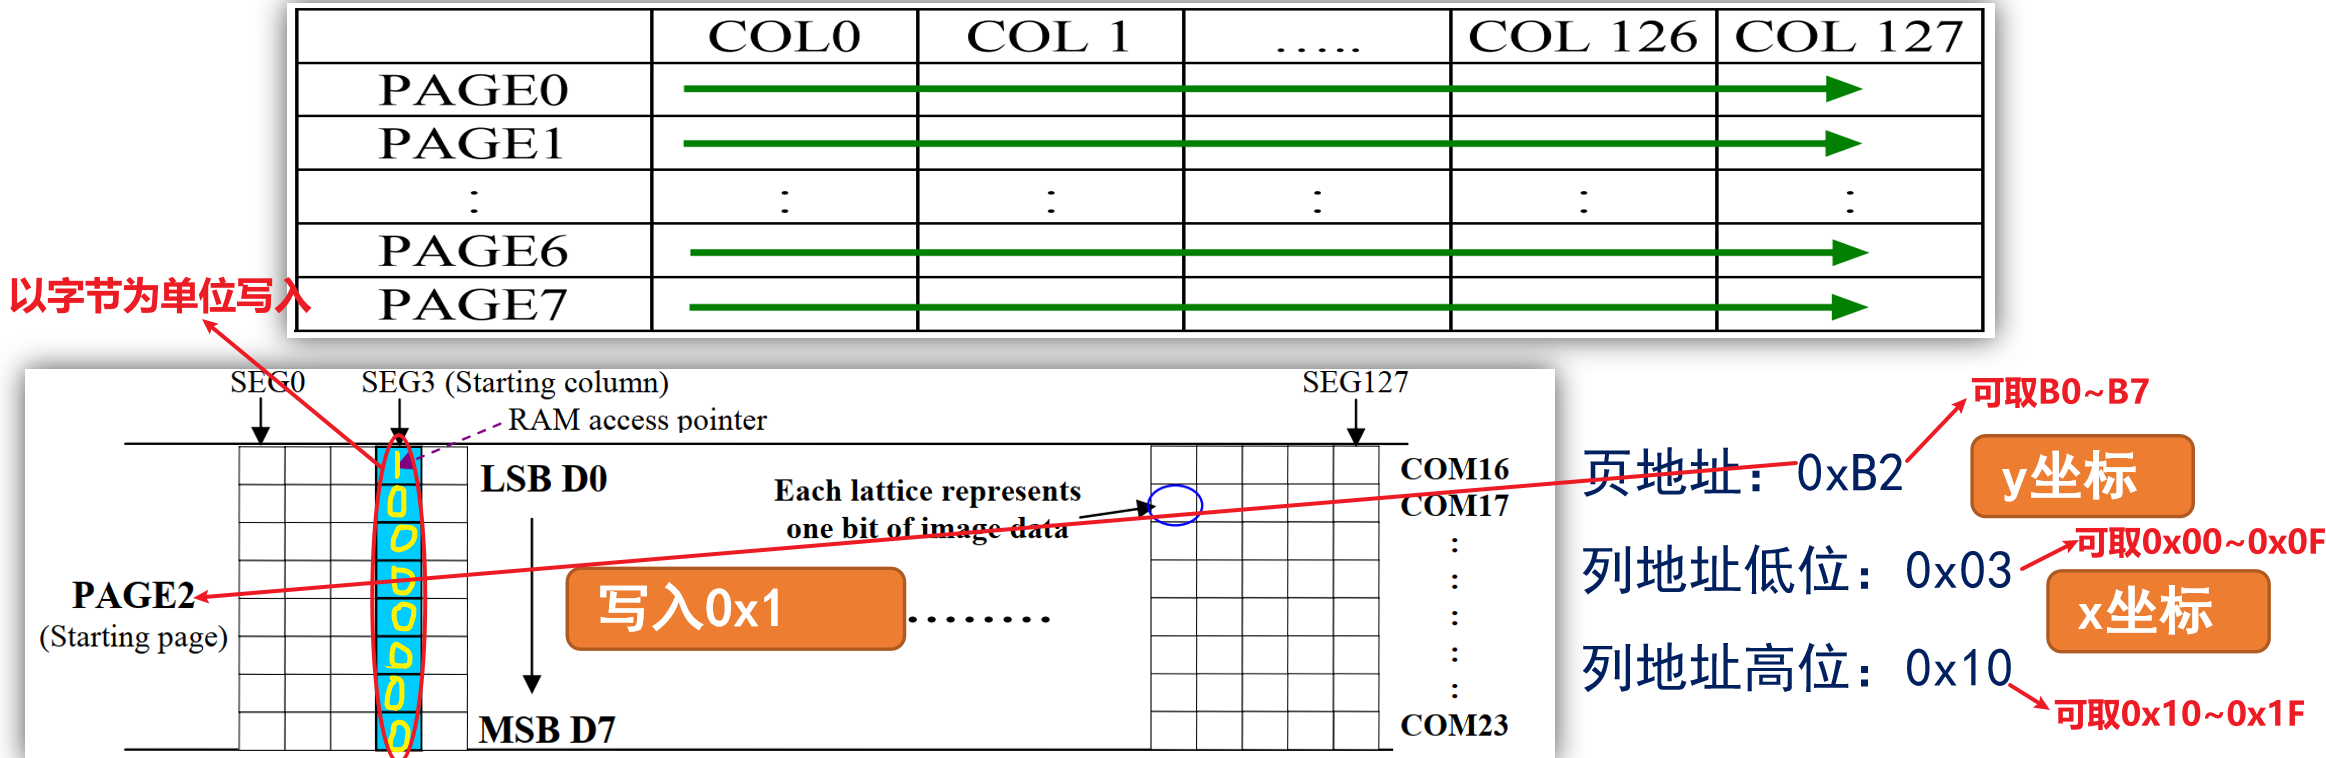 COL0 COL 1 ..... COL 126 COL 127
PAGE0
PAGE1
: : : : : :
PAGE6
PAGE7
以字节为单位写入
SEG0 SEG3 (Starting column) SEG127
RAM access pointer
可取B0~B7
LSB D0
1
0
0
0
0
0
0
0
Each lattice represents
one bit of image data
COM16
COM17
:
:
:
:
:
COM23
页地址：0xB2
y坐标
可取0x00~0x0F
列地址低位：0x03
x坐标
PAGE2
(Starting page)
写入0x1
........
列地址高位：0x10
可取0x10~0x1F
MSB D7